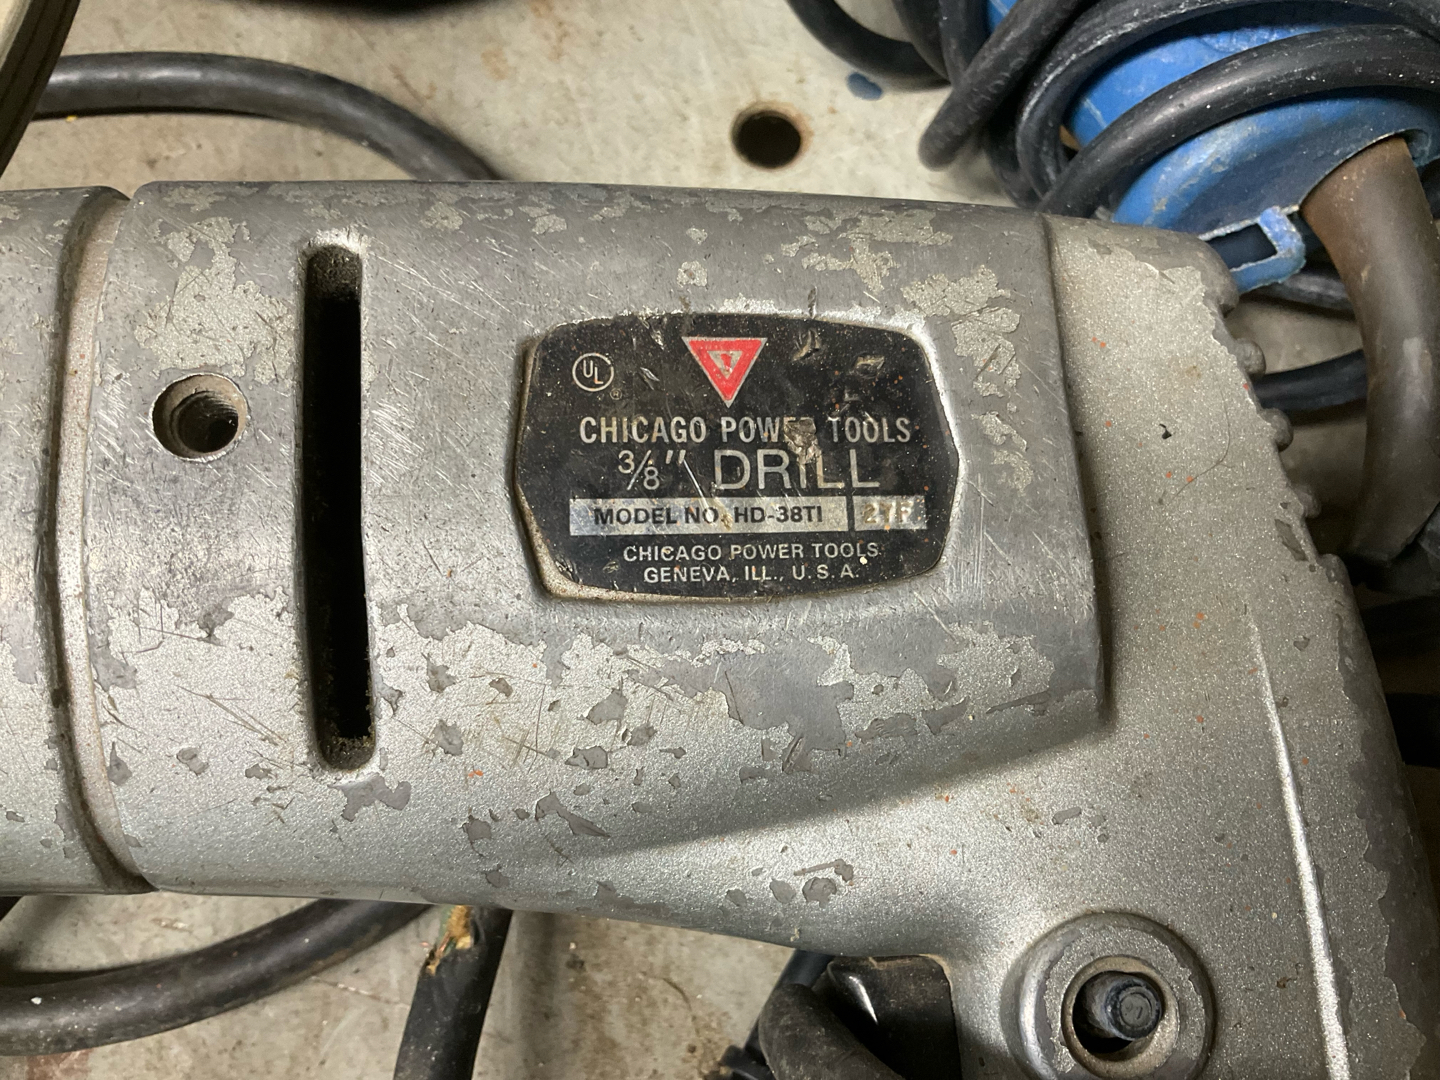 UL ®
CHICAGO POWER TOOLS
3/8" DRILL
MODEL NO. HD-38TI
CHICAGO POWER TOOLS
GENEVA, ILL., U.S.A.